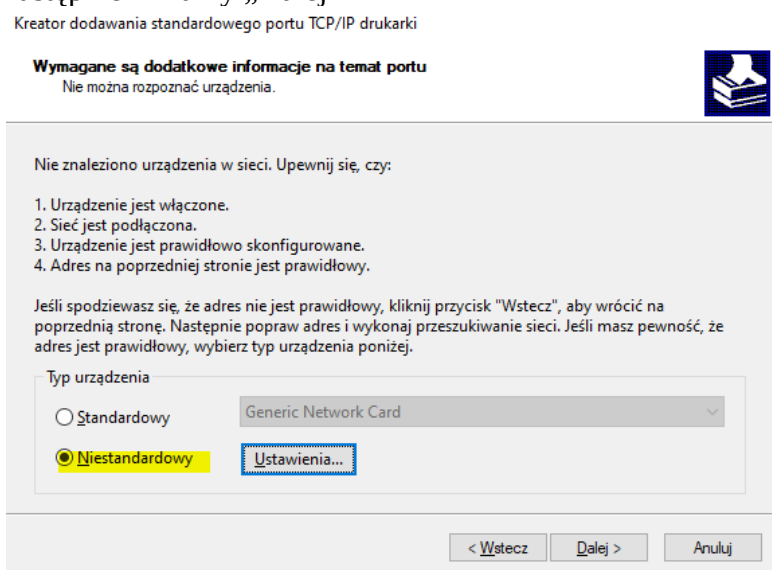 Kreator dodawania standardowego portu TCP/IP drukarki
Wymagane są dodatkowe informacje na temat portu
Nie można rozpoznać urządzenia.
Nie znaleziono urządzenia w sieci. Upewnij się, czy:
1. Urządzenie jest włączone.
2. Sieć jest podłączona.
3. Urządzenie jest prawidłowo skonfigurowane.
4. Adres na poprzedniej stronie jest prawidłowy.
Jeśli spodziewasz się, że adres nie jest prawidłowy, kliknij przycisk "Wstecz", aby wrócić na
poprzednią stronę. Następnie popraw adres i wykonaj przeszukiwanie sieci. Jeśli masz pewność, że
adres jest prawidłowy, wybierz typ urządzenia poniżej.
Typ urządzenia
Standardowy Generic Network Card
Niestandardowy Ustawienia...
< Wstecz Dalej > Anuluj